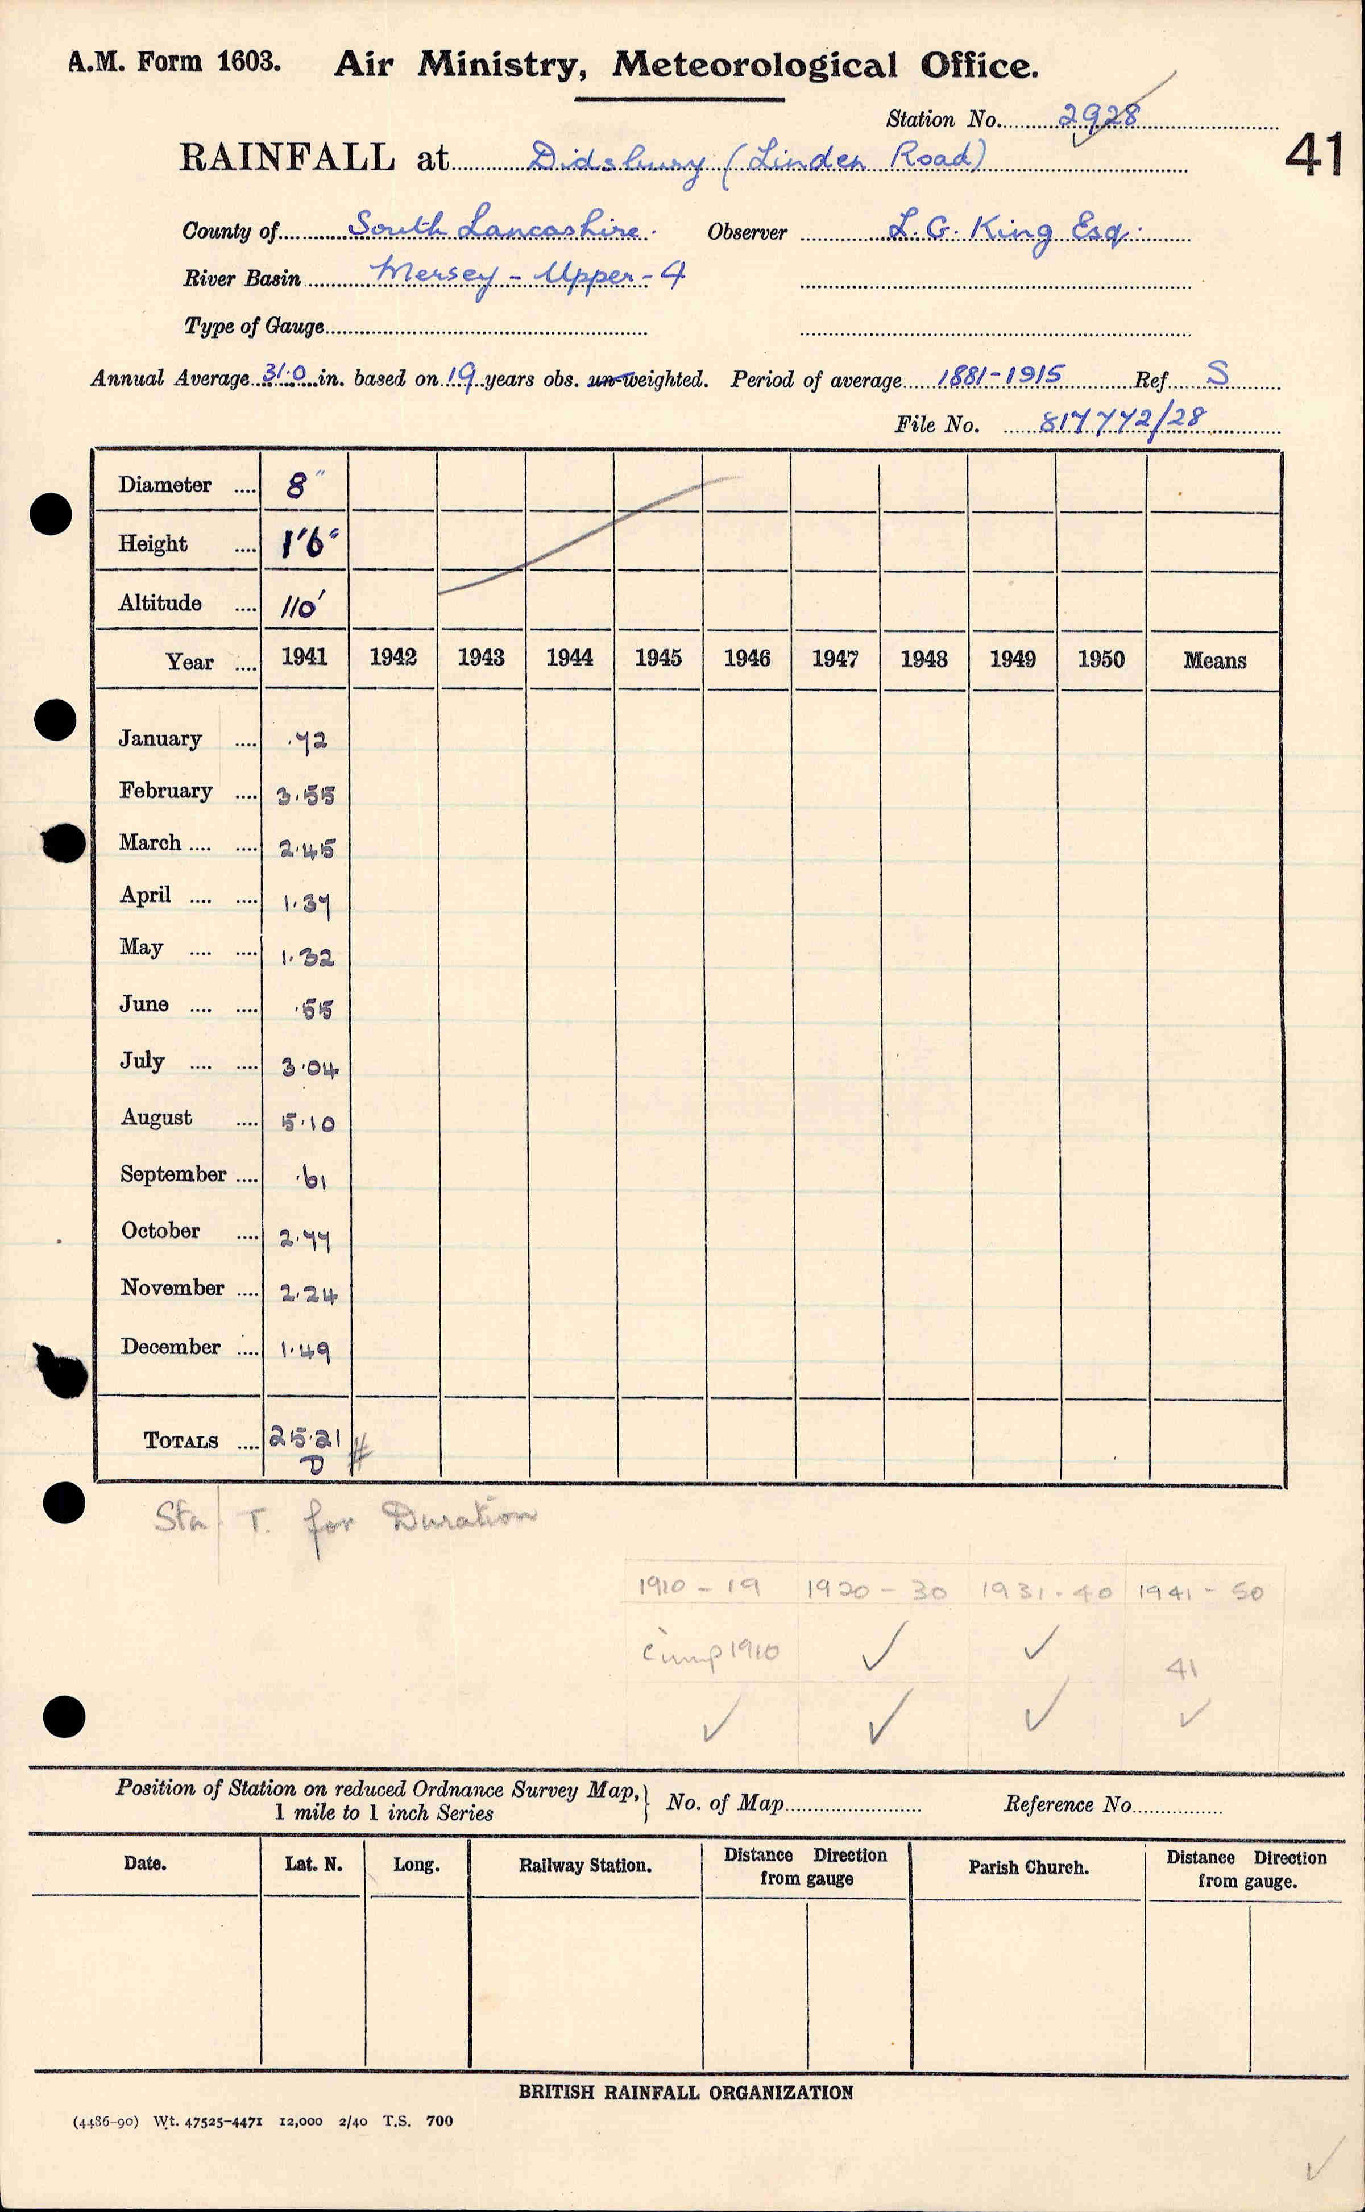 A.M. Form 1603. Air Ministry, Meteorological Office.
Station No. 2928
41
RAINFALL at Didsbury (Linden Road)
County of South Lancashire. Observer L.G. King Esq.
River Basin Mersey - Upper - 4
Type of Gauge
Annual Average 31.0 in. based on 19 years obs. un-weighted. Period of average 1881-1915 Ref S
File No. 817772/28
Diameter .... 8"
Height .... 1'6"
Altitude .... 110'
Year .... 1941 1942 1943 1944 1945 1946 1947 1948 1949 1950 Means
January .... .72
February .... 3.55
March .... .... 2.45
April .... .... 1.37
May .... .... 1.32
June .... .... .55
July .... .... 3.04
August .... 5.10
September .... .61
October .... 2.77
November .... 2.24
December .... 1.49
TOTALS .... 25.21 #
D
Sta T. for Duration
1910 - 19 1920 - 30 1931 - 40 1941 - 50
1910 ✓ ✓ 41
✓ ✓ ✓ ✓
Position of Station on reduced Ordnance Survey Map, } No. of Map Reference No
1 mile to 1 inch Series
Date. Lat. N. Long. Railway Station. Distance Direction from gauge Parish Church. Distance Direction from gauge.
BRITISH RAINFALL ORGANIZATION
(4486-90) Wt. 47525-4471 12,000 2/40 T.S. 700
✓